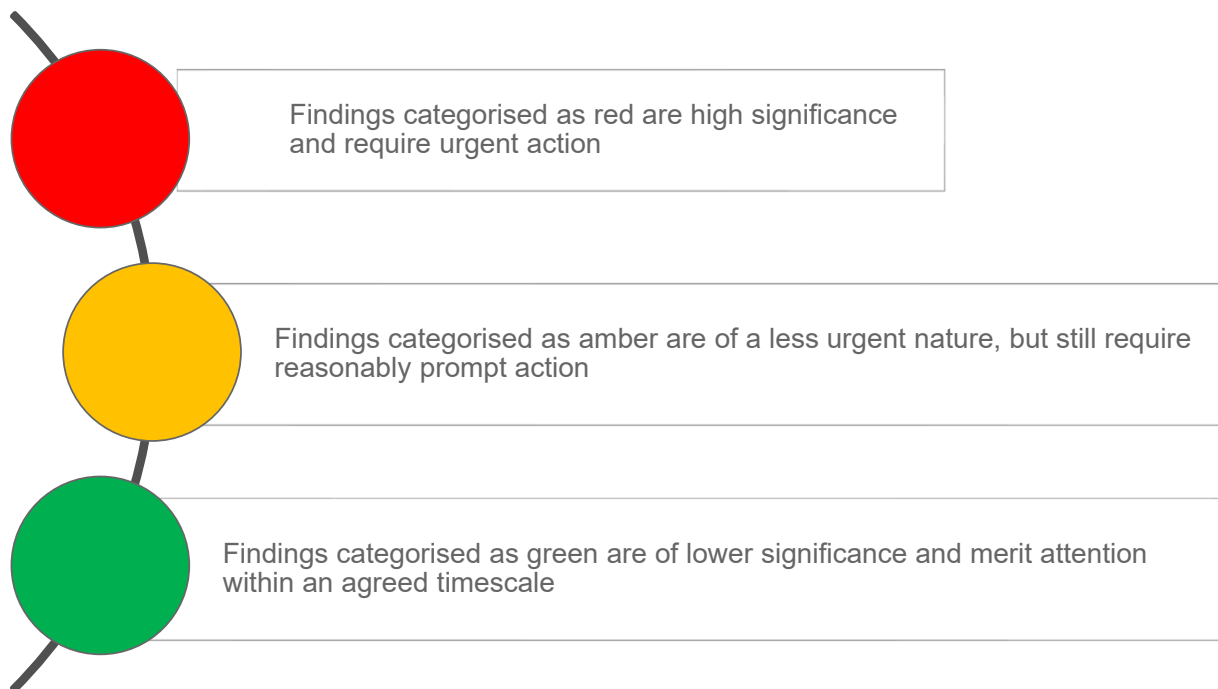 Findings categorised as red are high significance
and require urgent action
Findings categorised as amber are of a less urgent nature, but still require
reasonably prompt action
Findings categorised as green are of lower significance and merit attention
within an agreed timescale